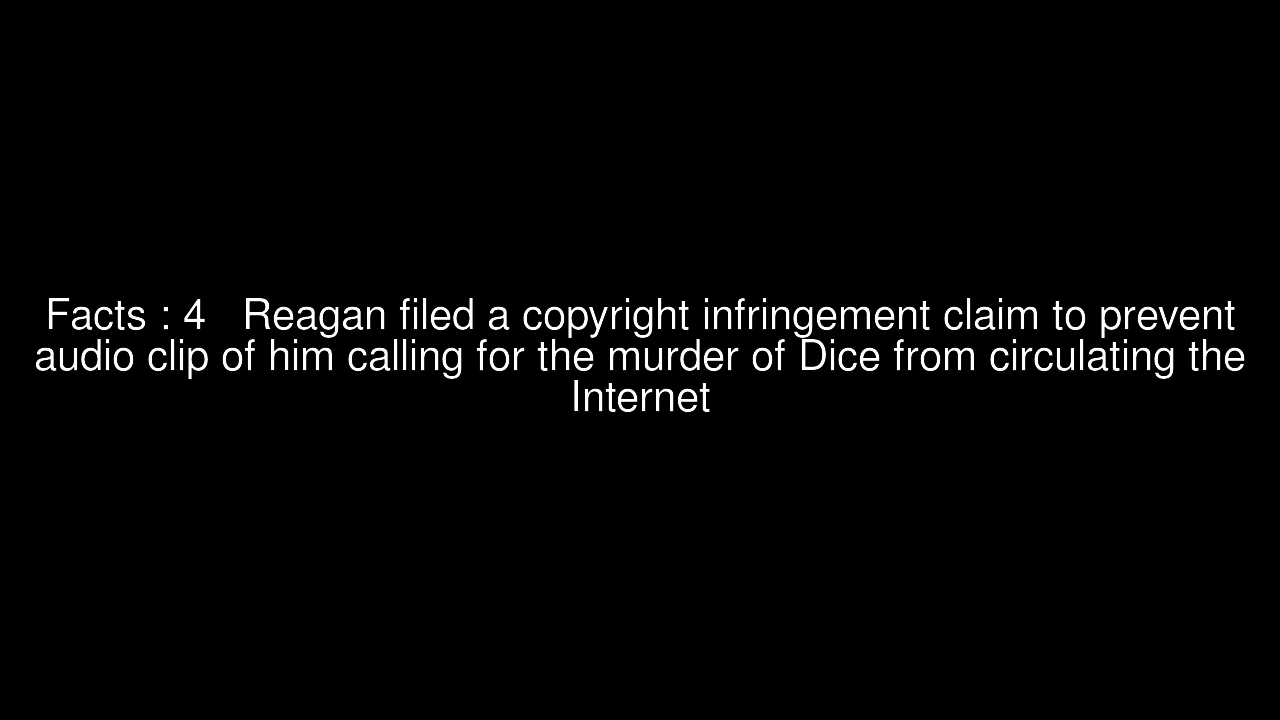 Facts : 4   Reagan filed a copyright infringement claim to prevent
audio clip of him calling for the murder of Dice from circulating the
Internet